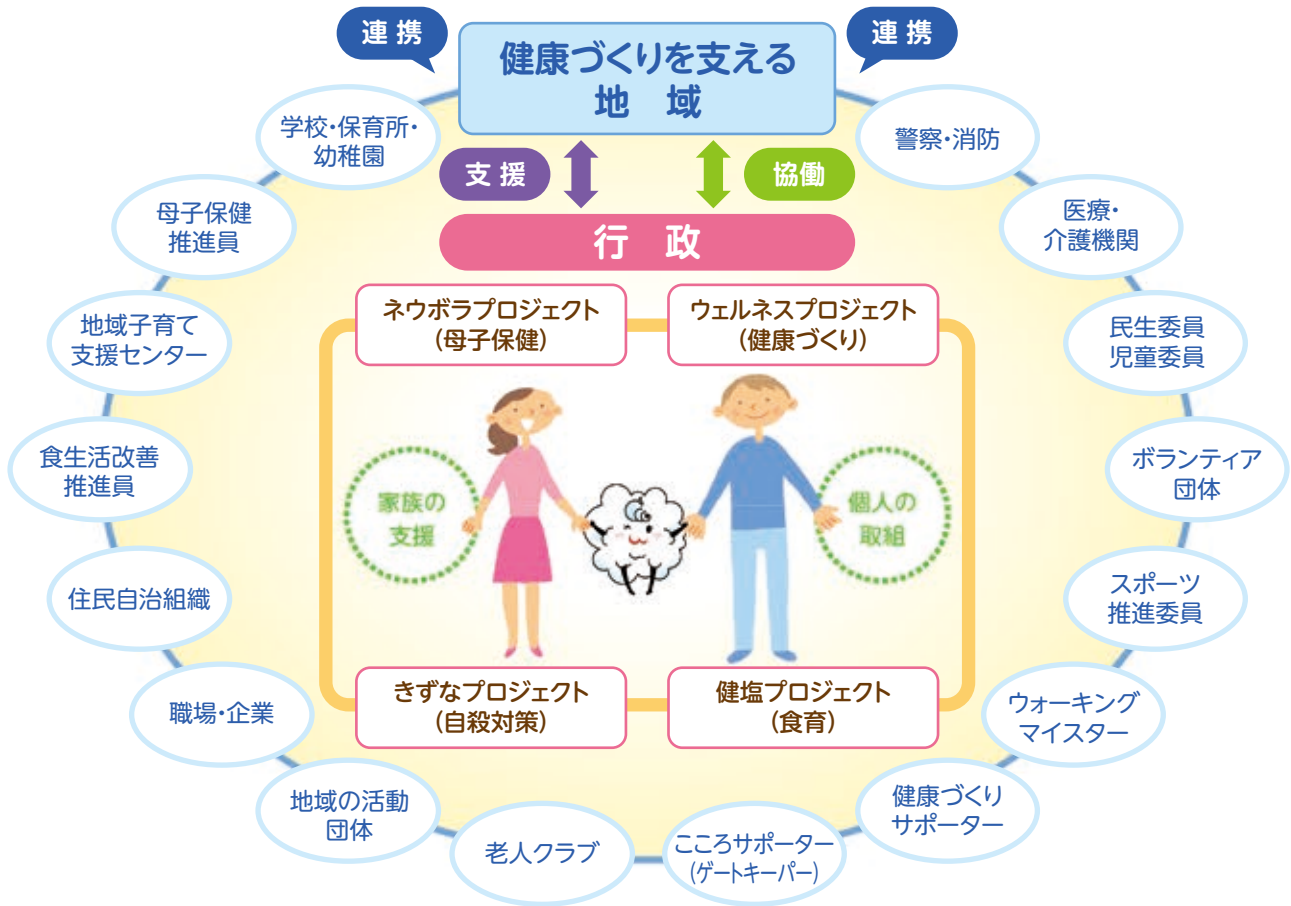 連携
連携
健康づくりを支える
地　域
学校・保育所・
幼稚園
警察・消防
支援
協働
母子保健
推進員
医療・
介護機関
行　政
ネウボラプロジェクト
(母子保健)
ウェルネスプロジェクト
(健康づくり)
地域子育て
支援センター
民生委員
児童委員
食生活改善
推進員
ボランティア
団体
家族の
支援
個人の
取組
住民自治組織
スポーツ
推進委員
きずなプロジェクト
(自殺対策)
健塩プロジェクト
(食育)
職場・企業
ウォーキング
マイスター
地域の活動
団体
健康づくり
サポーター
老人クラブ
こころサポーター
(ゲートキーパー)